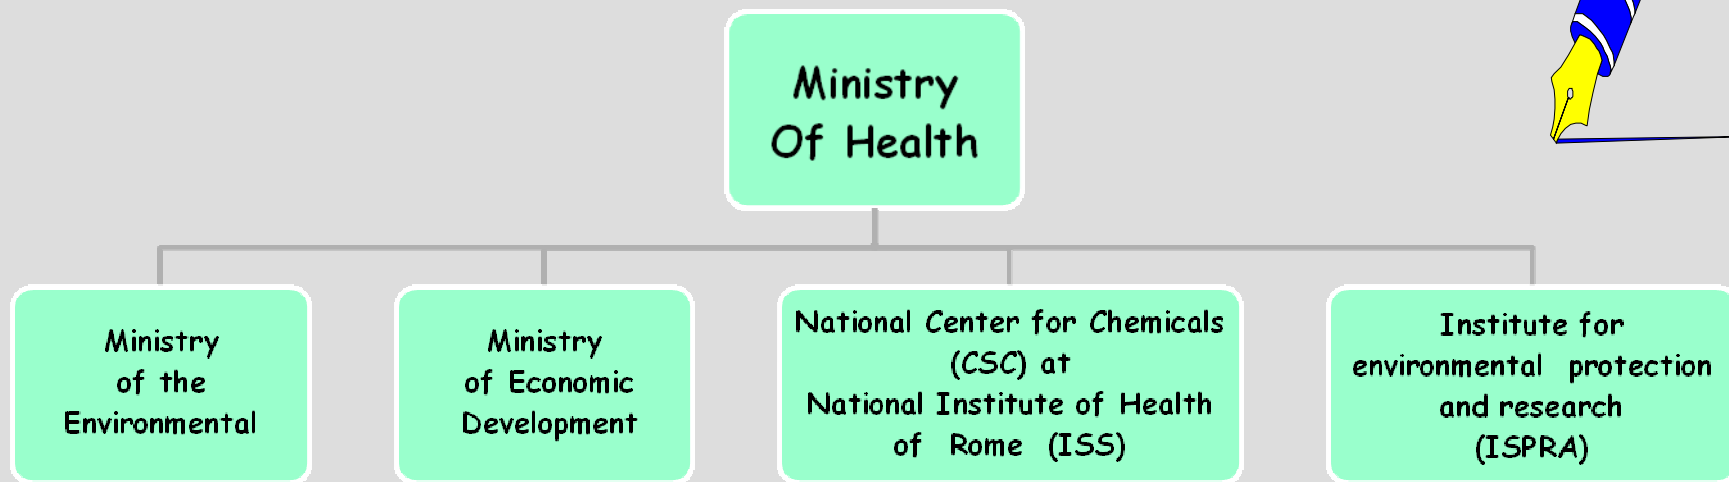 Ministry
Of Health
Ministry
of the
Environmental
Ministry
of Economic
Development
National Center for Chemicals
(CSC) at
National Institute of Health
of Rome (ISS)
Institute for
environmental protection
and research
(ISPRA)